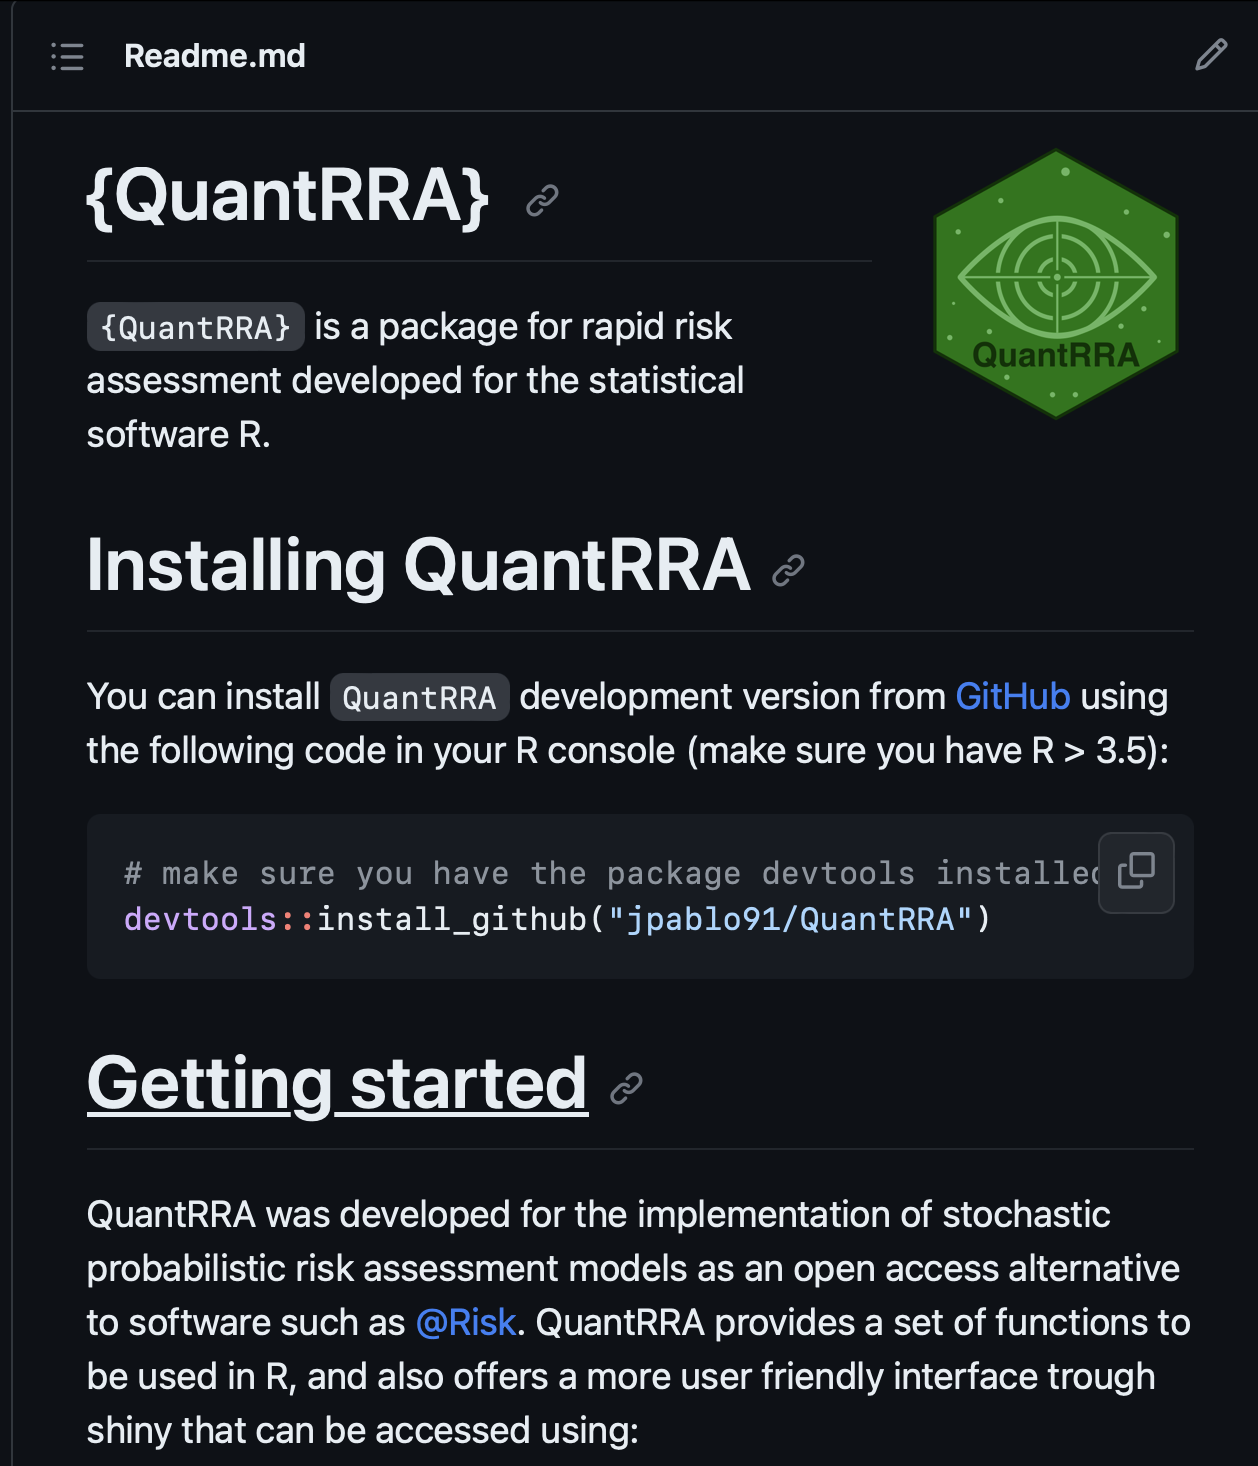 Readme.md
{QuantRRA}
QuantRRA
{QuantRRA} is a package for rapid risk
assessment developed for the statistical
software R.
Installing QuantRRA
You can install QuantRRA development version from GitHub using
the following code in your R console (make sure you have R > 3.5):
# make sure you have the package devtools installed
devtools::install_github("jpablo91/QuantRRA")
Getting started
QuantRRA was developed for the implementation of stochastic
probabilistic risk assessment models as an open access alternative
to software such as @Risk. QuantRRA provides a set of functions to
be used in R, and also offers a more user friendly interface trough
shiny that can be accessed using: